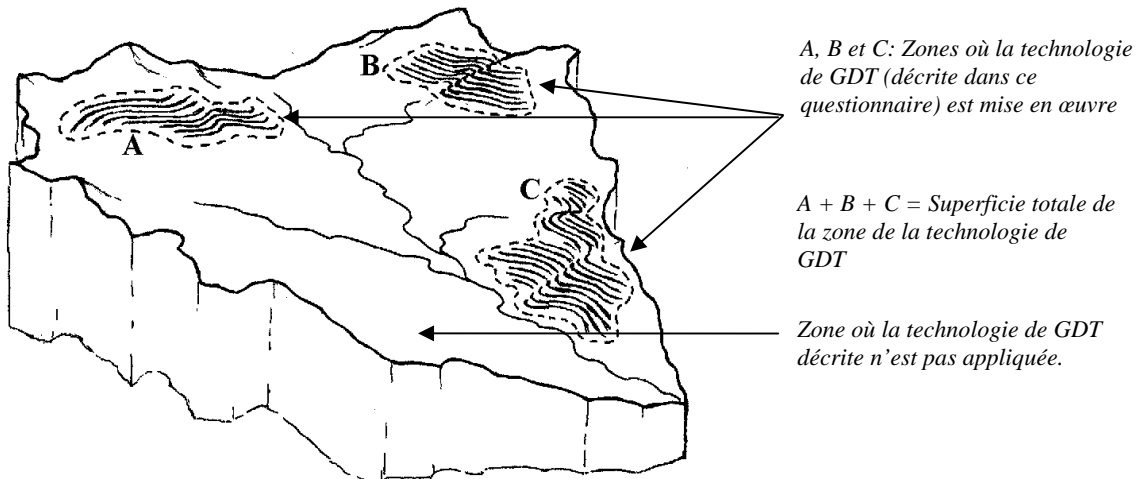 A, B et C: Zones où la technologie
de GDT (décrite dans ce
questionnaire) est mise en œuvre
B
A
C
A + B + C = Superficie totale de
la zone de la technologie de
GDT
Zone où la technologie de GDT
décrite n’est pas appliquée.